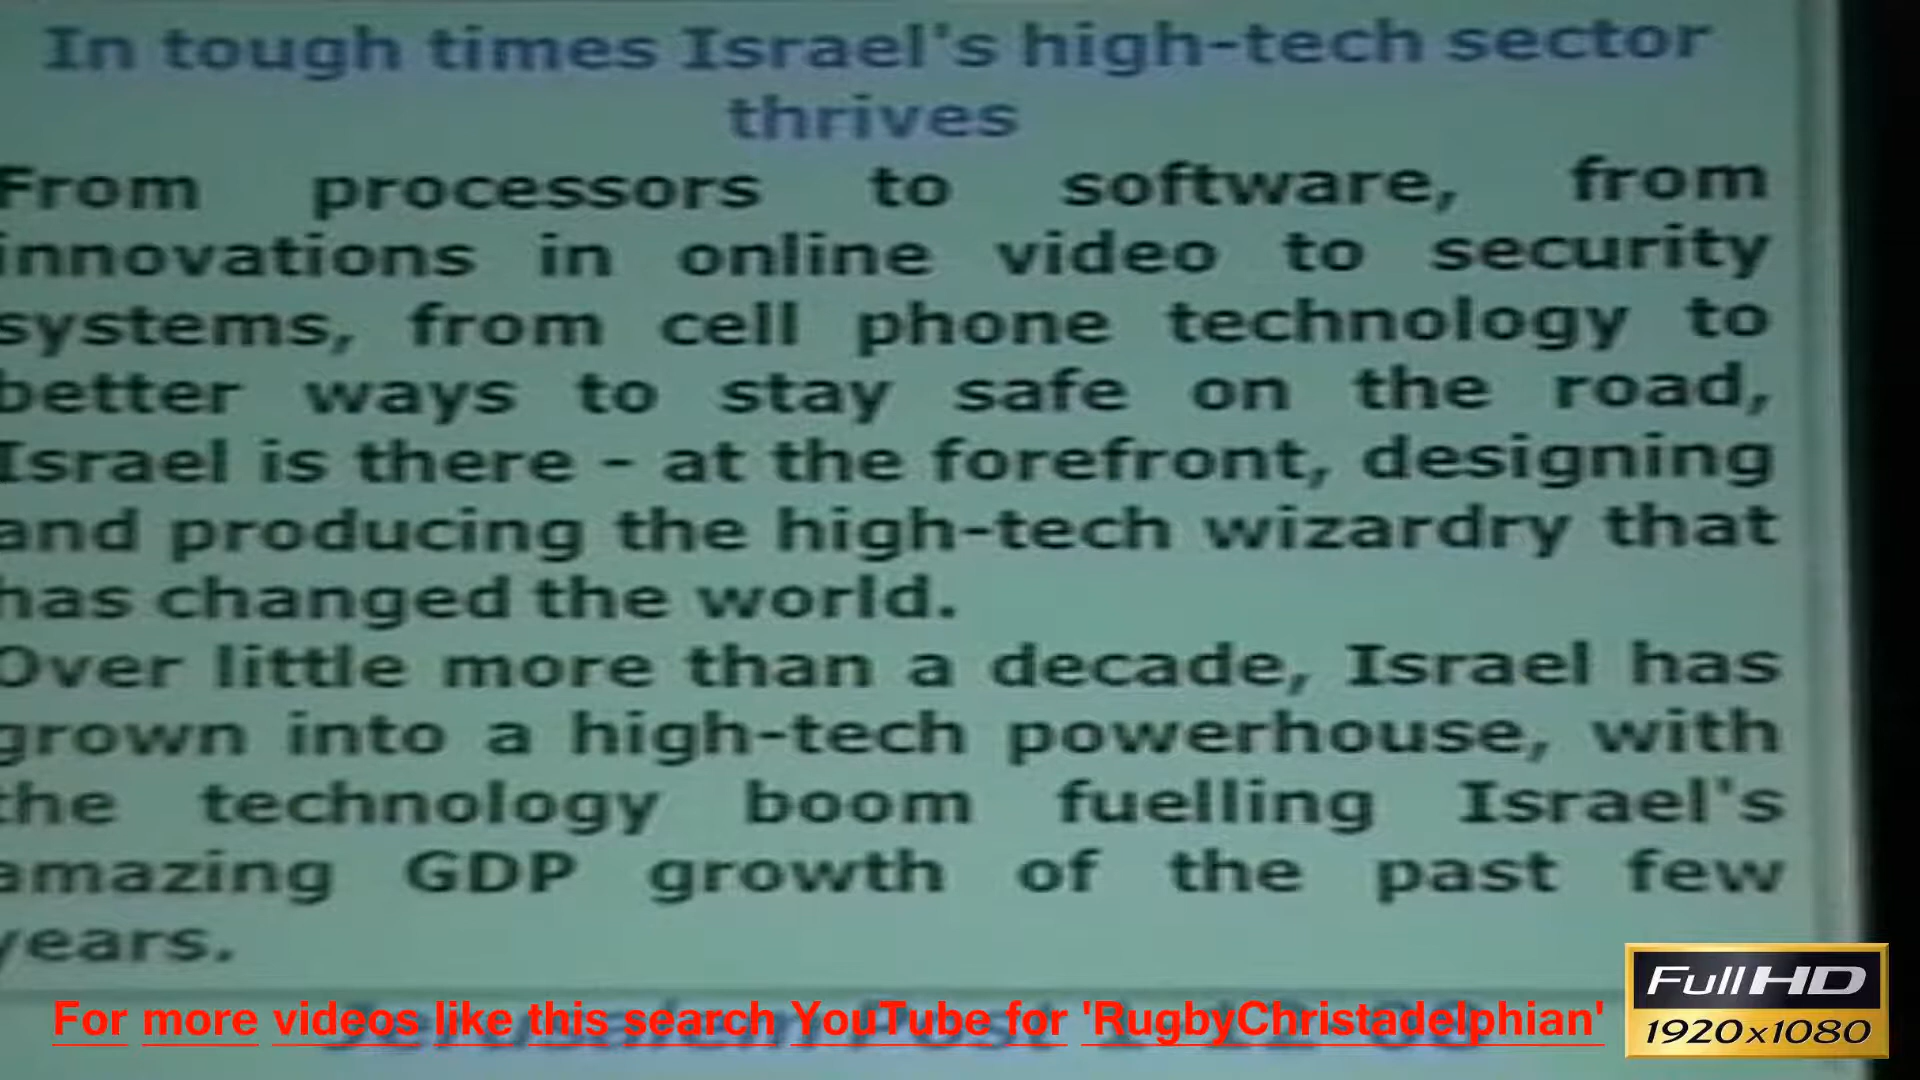 In tough times Israel's high-tech sector
thrives
From processors to software, from
innovations in online video to security
systems, from cell phone technology to
better ways to stay safe on the road,
Israel is there - at the forefront, designing
and producing the high-tech wizardry that
has changed the world.
Over little more than a decade, Israel has
grown into a high-tech powerhouse, with
the technology boom fuelling Israel's
amazing GDP growth of the past few
years.
For more videos like this search YouTube for 'RugbyChristadelphian'
Full HD
1920x1080